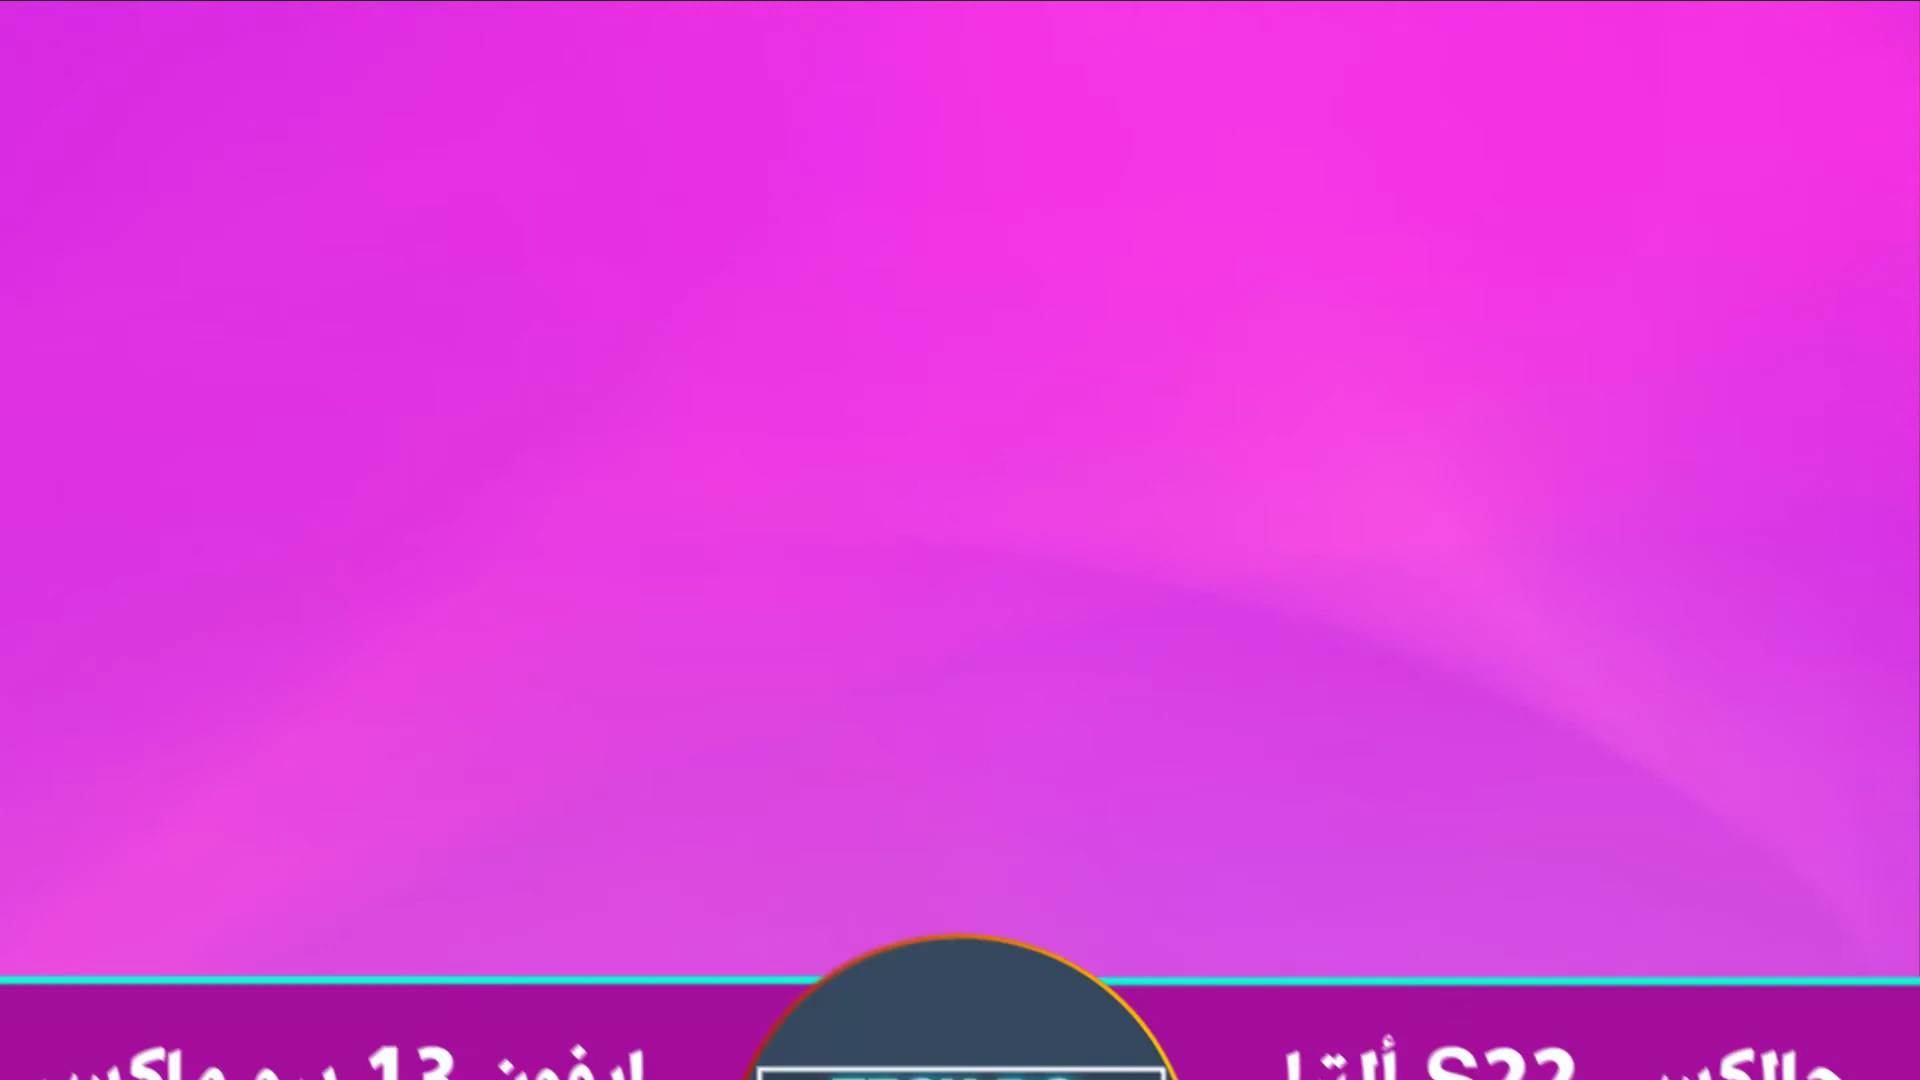 جالكسي S22 ألترا
ايفون 13 برو ماكس